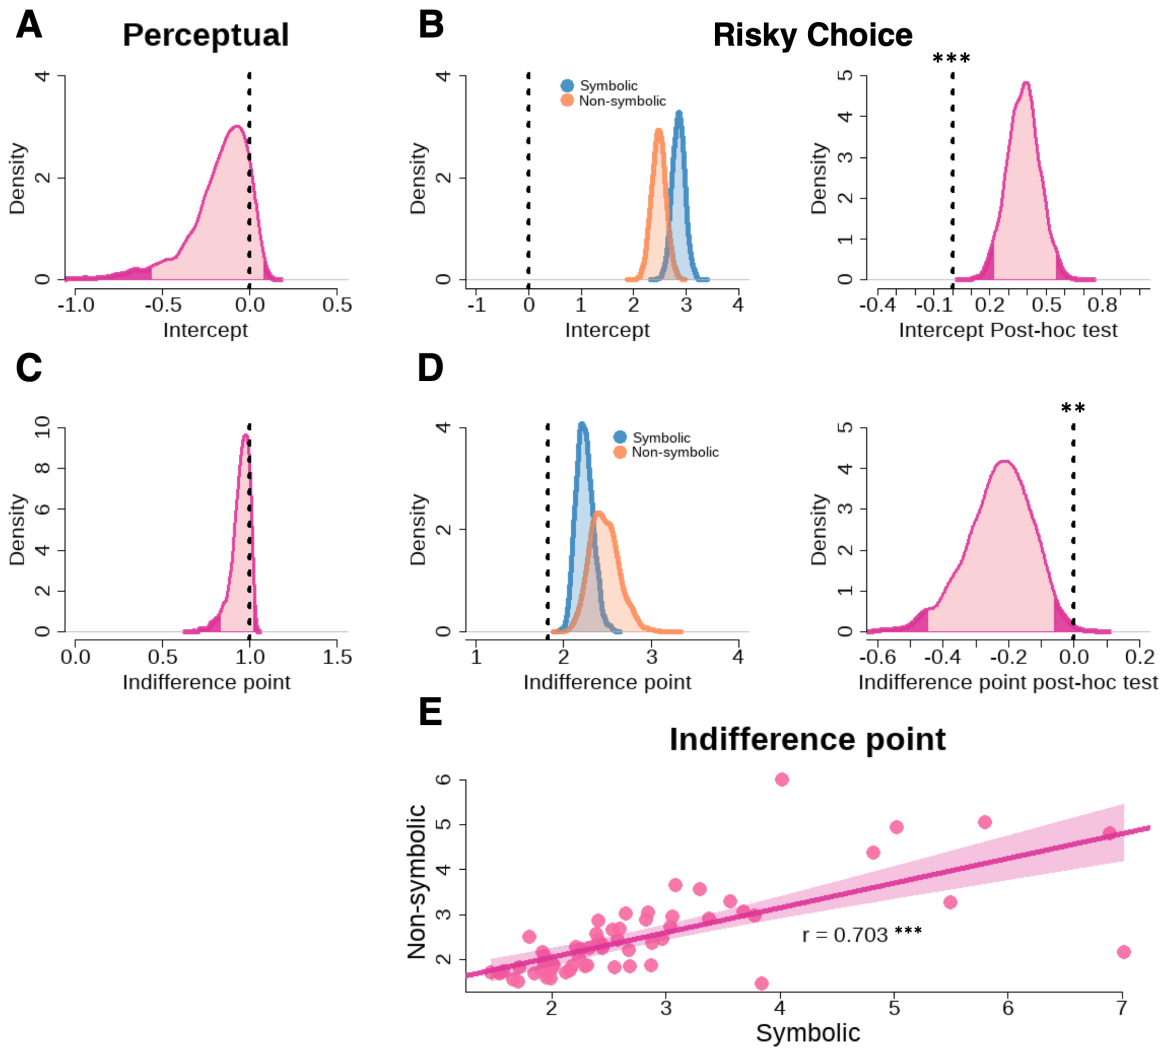 A
Perceptual
4
2
0
Density
-1.0 -0.5 0.0 0.5
Intercept
B
Risky Choice
4
2
0
Density
Symbolic
Non-symbolic
-1 0 1 2 3 4
Intercept
***
5
4
3
2
1
0
Density
-0.4 -0.1 0.2 0.5 0.8
Intercept Post-hoc test
C
10
8
6
4
2
0
Density
0.0 0.5 1.0 1.5
Indifference point
D
4
2
0
Density
Symbolic
Non-symbolic
1 2 3 4
Indifference point
**
5
4
3
2
1
0
Density
-0.6 -0.4 -0.2 0.0 0.2
Indifference point post-hoc test
E
Indifference point
6
5
4
3
2
Non-symbolic
r = 0.703 ***
2 3 4 5 6 7
Symbolic